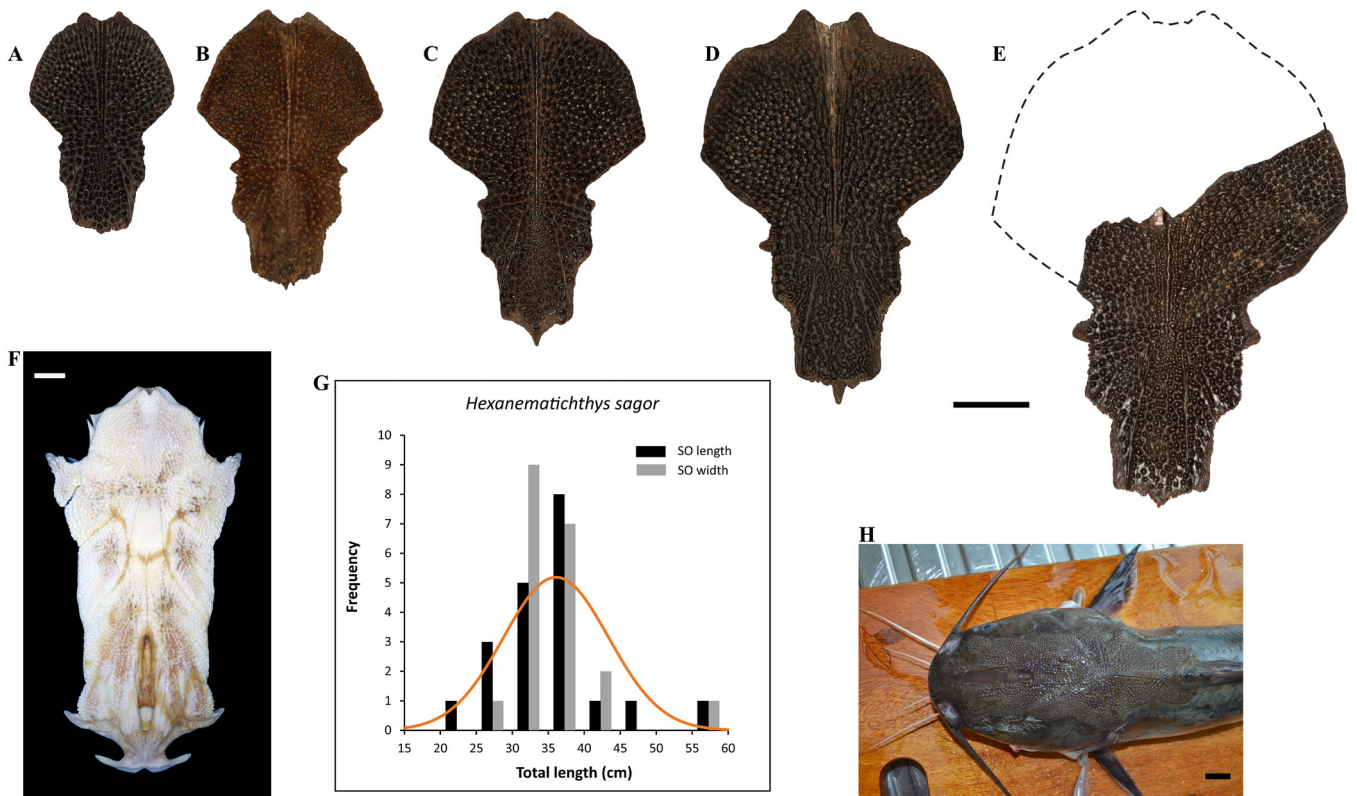 A
B
C
D
E
F
G
Hexanematichthys sagor
SO length
SO width
10
9
8
7
6
5
4
3
2
1
0
Frequency
15 20 25 30 35 40 45 50 55 60
Total length (cm)
H